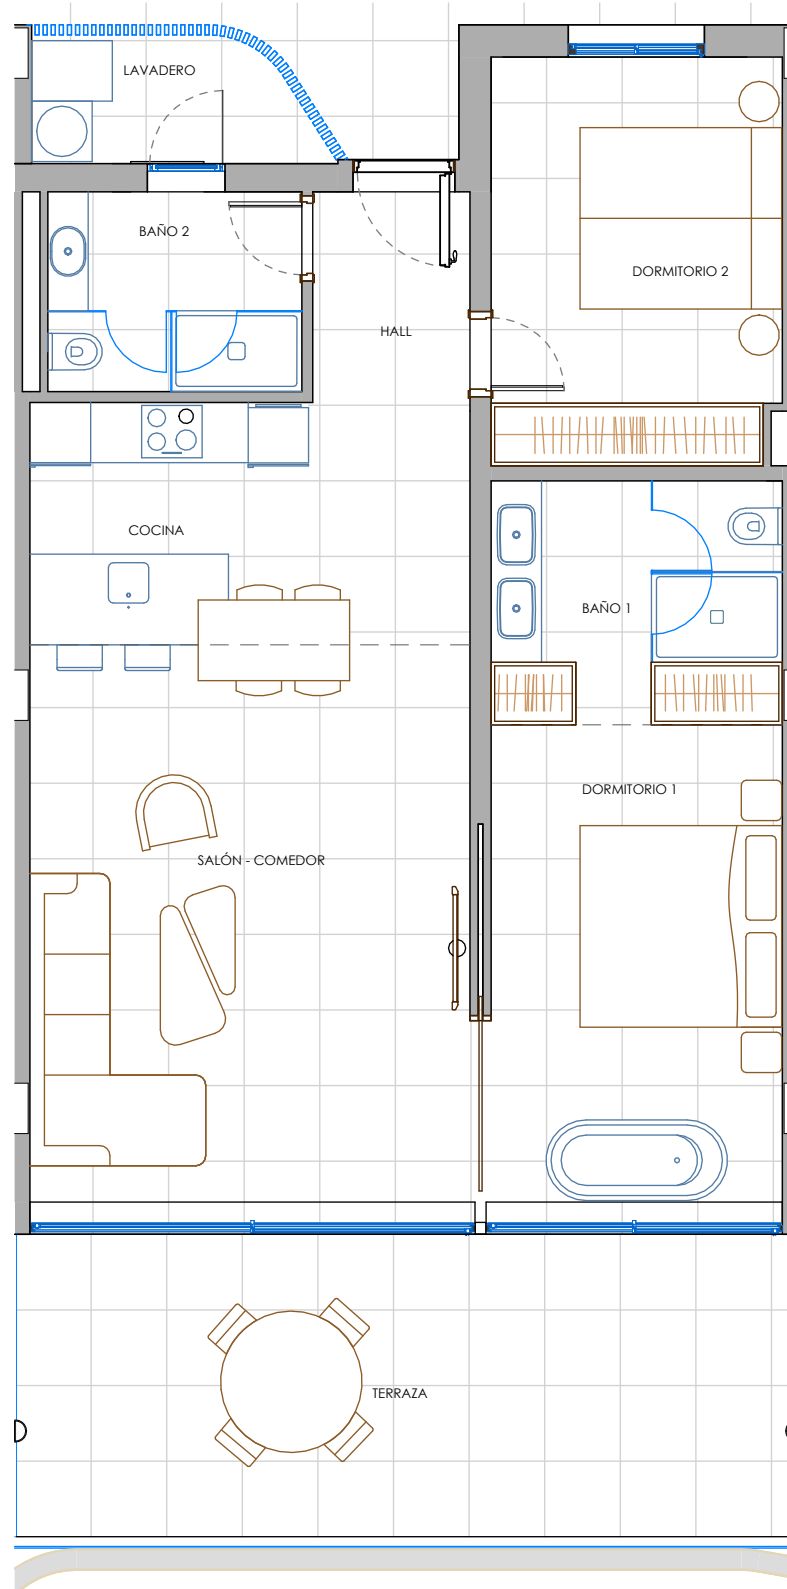 LAVADERO
BAÑO 2
DORMITORIO 2
HALL
COCINA
BAÑO 1
DORMITORIO 1
SALÓN - COMEDOR
TERRAZA